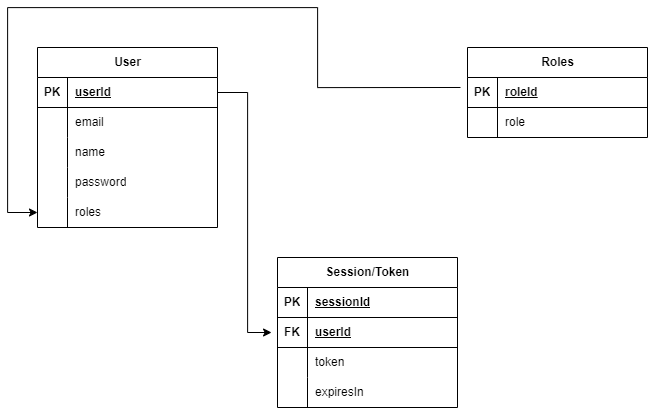 User
PK userId
email
name
password
roles
Roles
PK roleId
role
Session/Token
PK sessionId
FK userId
token
expiresIn